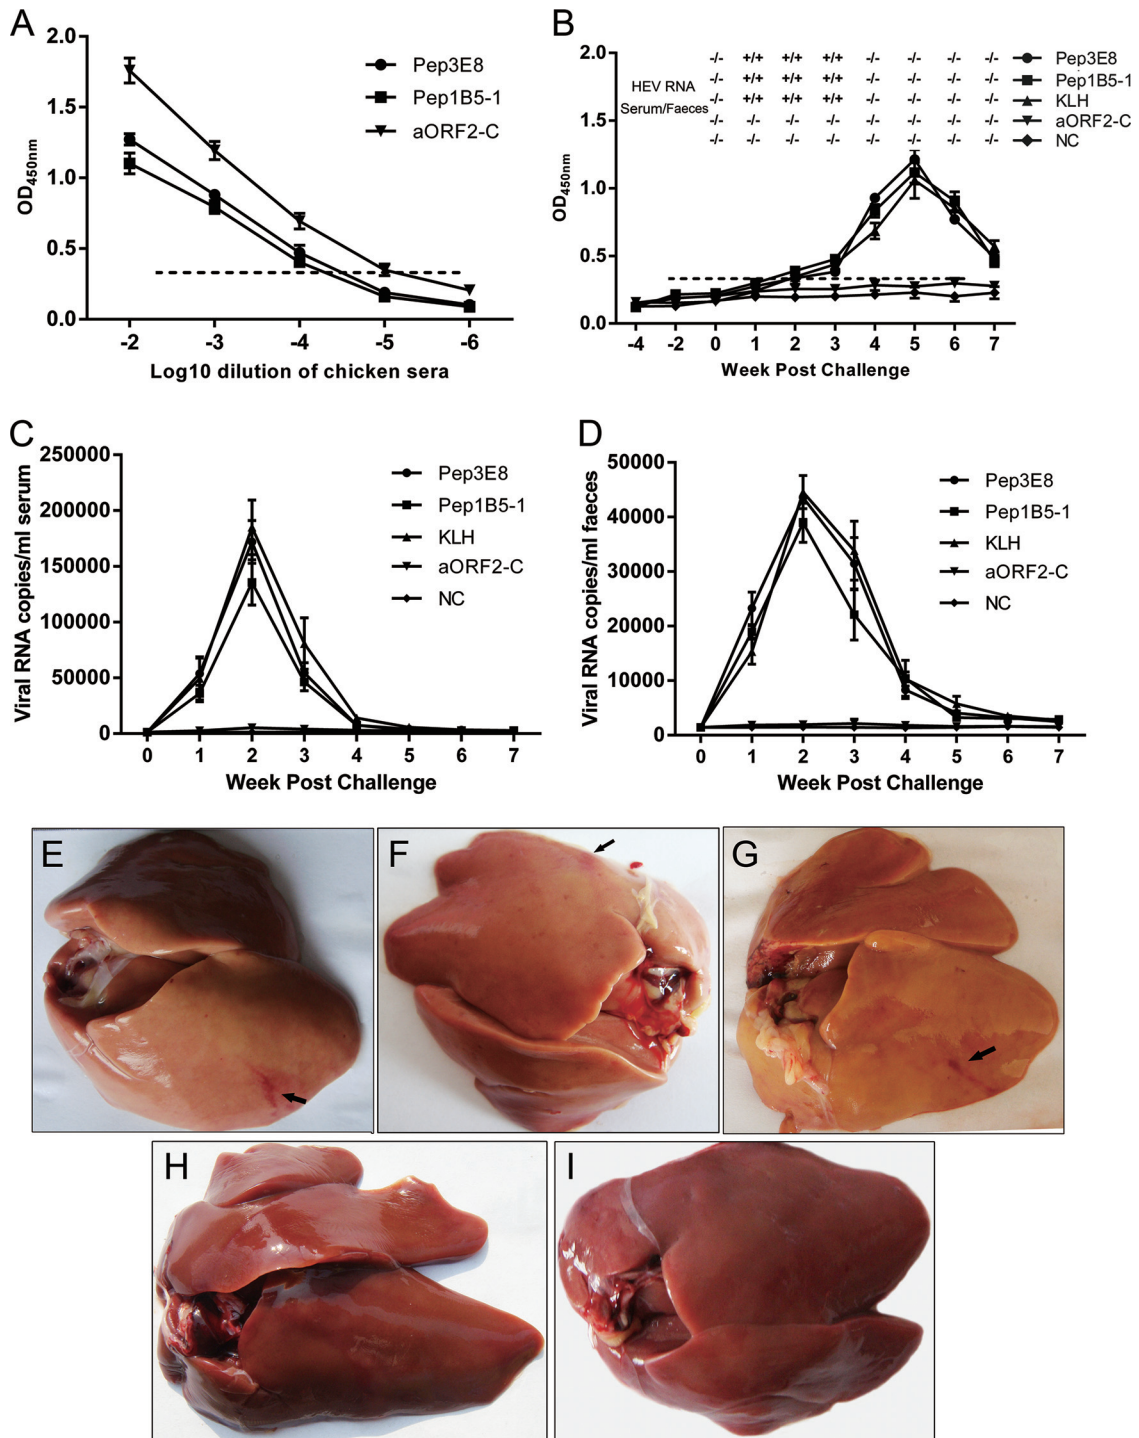 A
2.0
1.5
1.0
0.5
0.0
OD450nm
-2 -3 -4 -5 -6
Log10 dilution of chicken sera
Pep3E8
Pep1B5-1
aORF2-C
B
2.0
1.5
1.0
0.5
0.0
OD450nm
HEV RNA
Serum/Faeces
-/- +/+ +/+ +/+ -/- -/- -/- -/- Pep3E8
-/- +/+ +/+ +/+ -/- -/- -/- -/- Pep1B5-1
-/- +/+ +/+ +/+ -/- -/- -/- -/- KLH
-/- -/- -/- -/- -/- -/- -/- -/- aORF2-C
-/- -/- -/- -/- -/- -/- -/- -/- NC
-4 -2 0 1 2 3 4 5 6 7
Week Post Challenge
C
250000
200000
150000
100000
50000
0
Viral RNA copies/ml serum
Pep3E8
Pep1B5-1
KLH
aORF2-C
NC
0 1 2 3 4 5 6 7
Week Post Challenge
D
50000
40000
30000
20000
10000
0
Viral RNA copies/ml faeces
Pep3E8
Pep1B5-1
KLH
aORF2-C
NC
0 1 2 3 4 5 6 7
Week Post Challenge
E
F
G
H
I